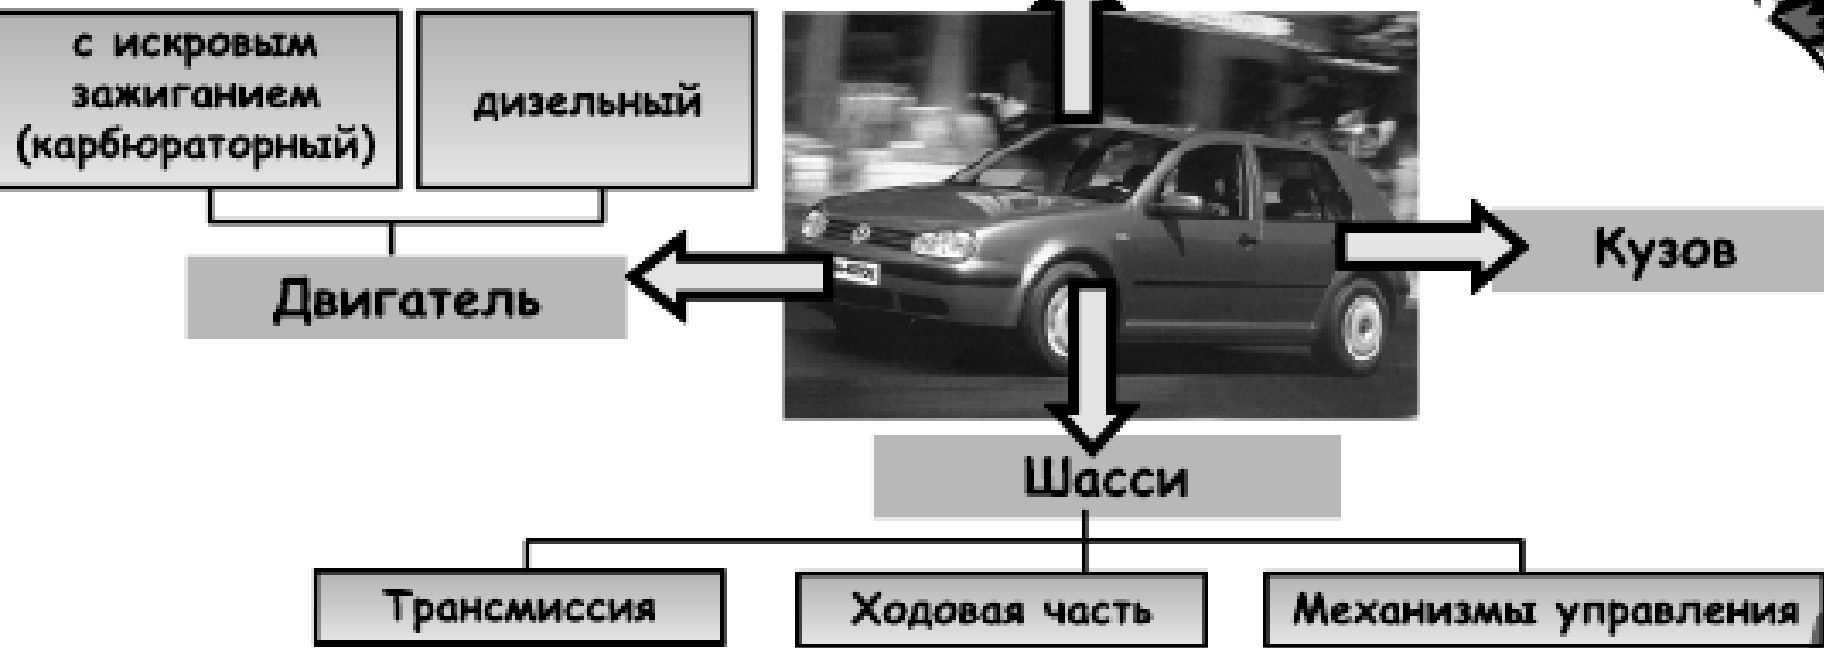 с искровым
зажиганием
(карбюраторный)
дизельный
Двигатель
Кузов
Шасси
Трансмиссия
Ходовая часть
Механизмы управления